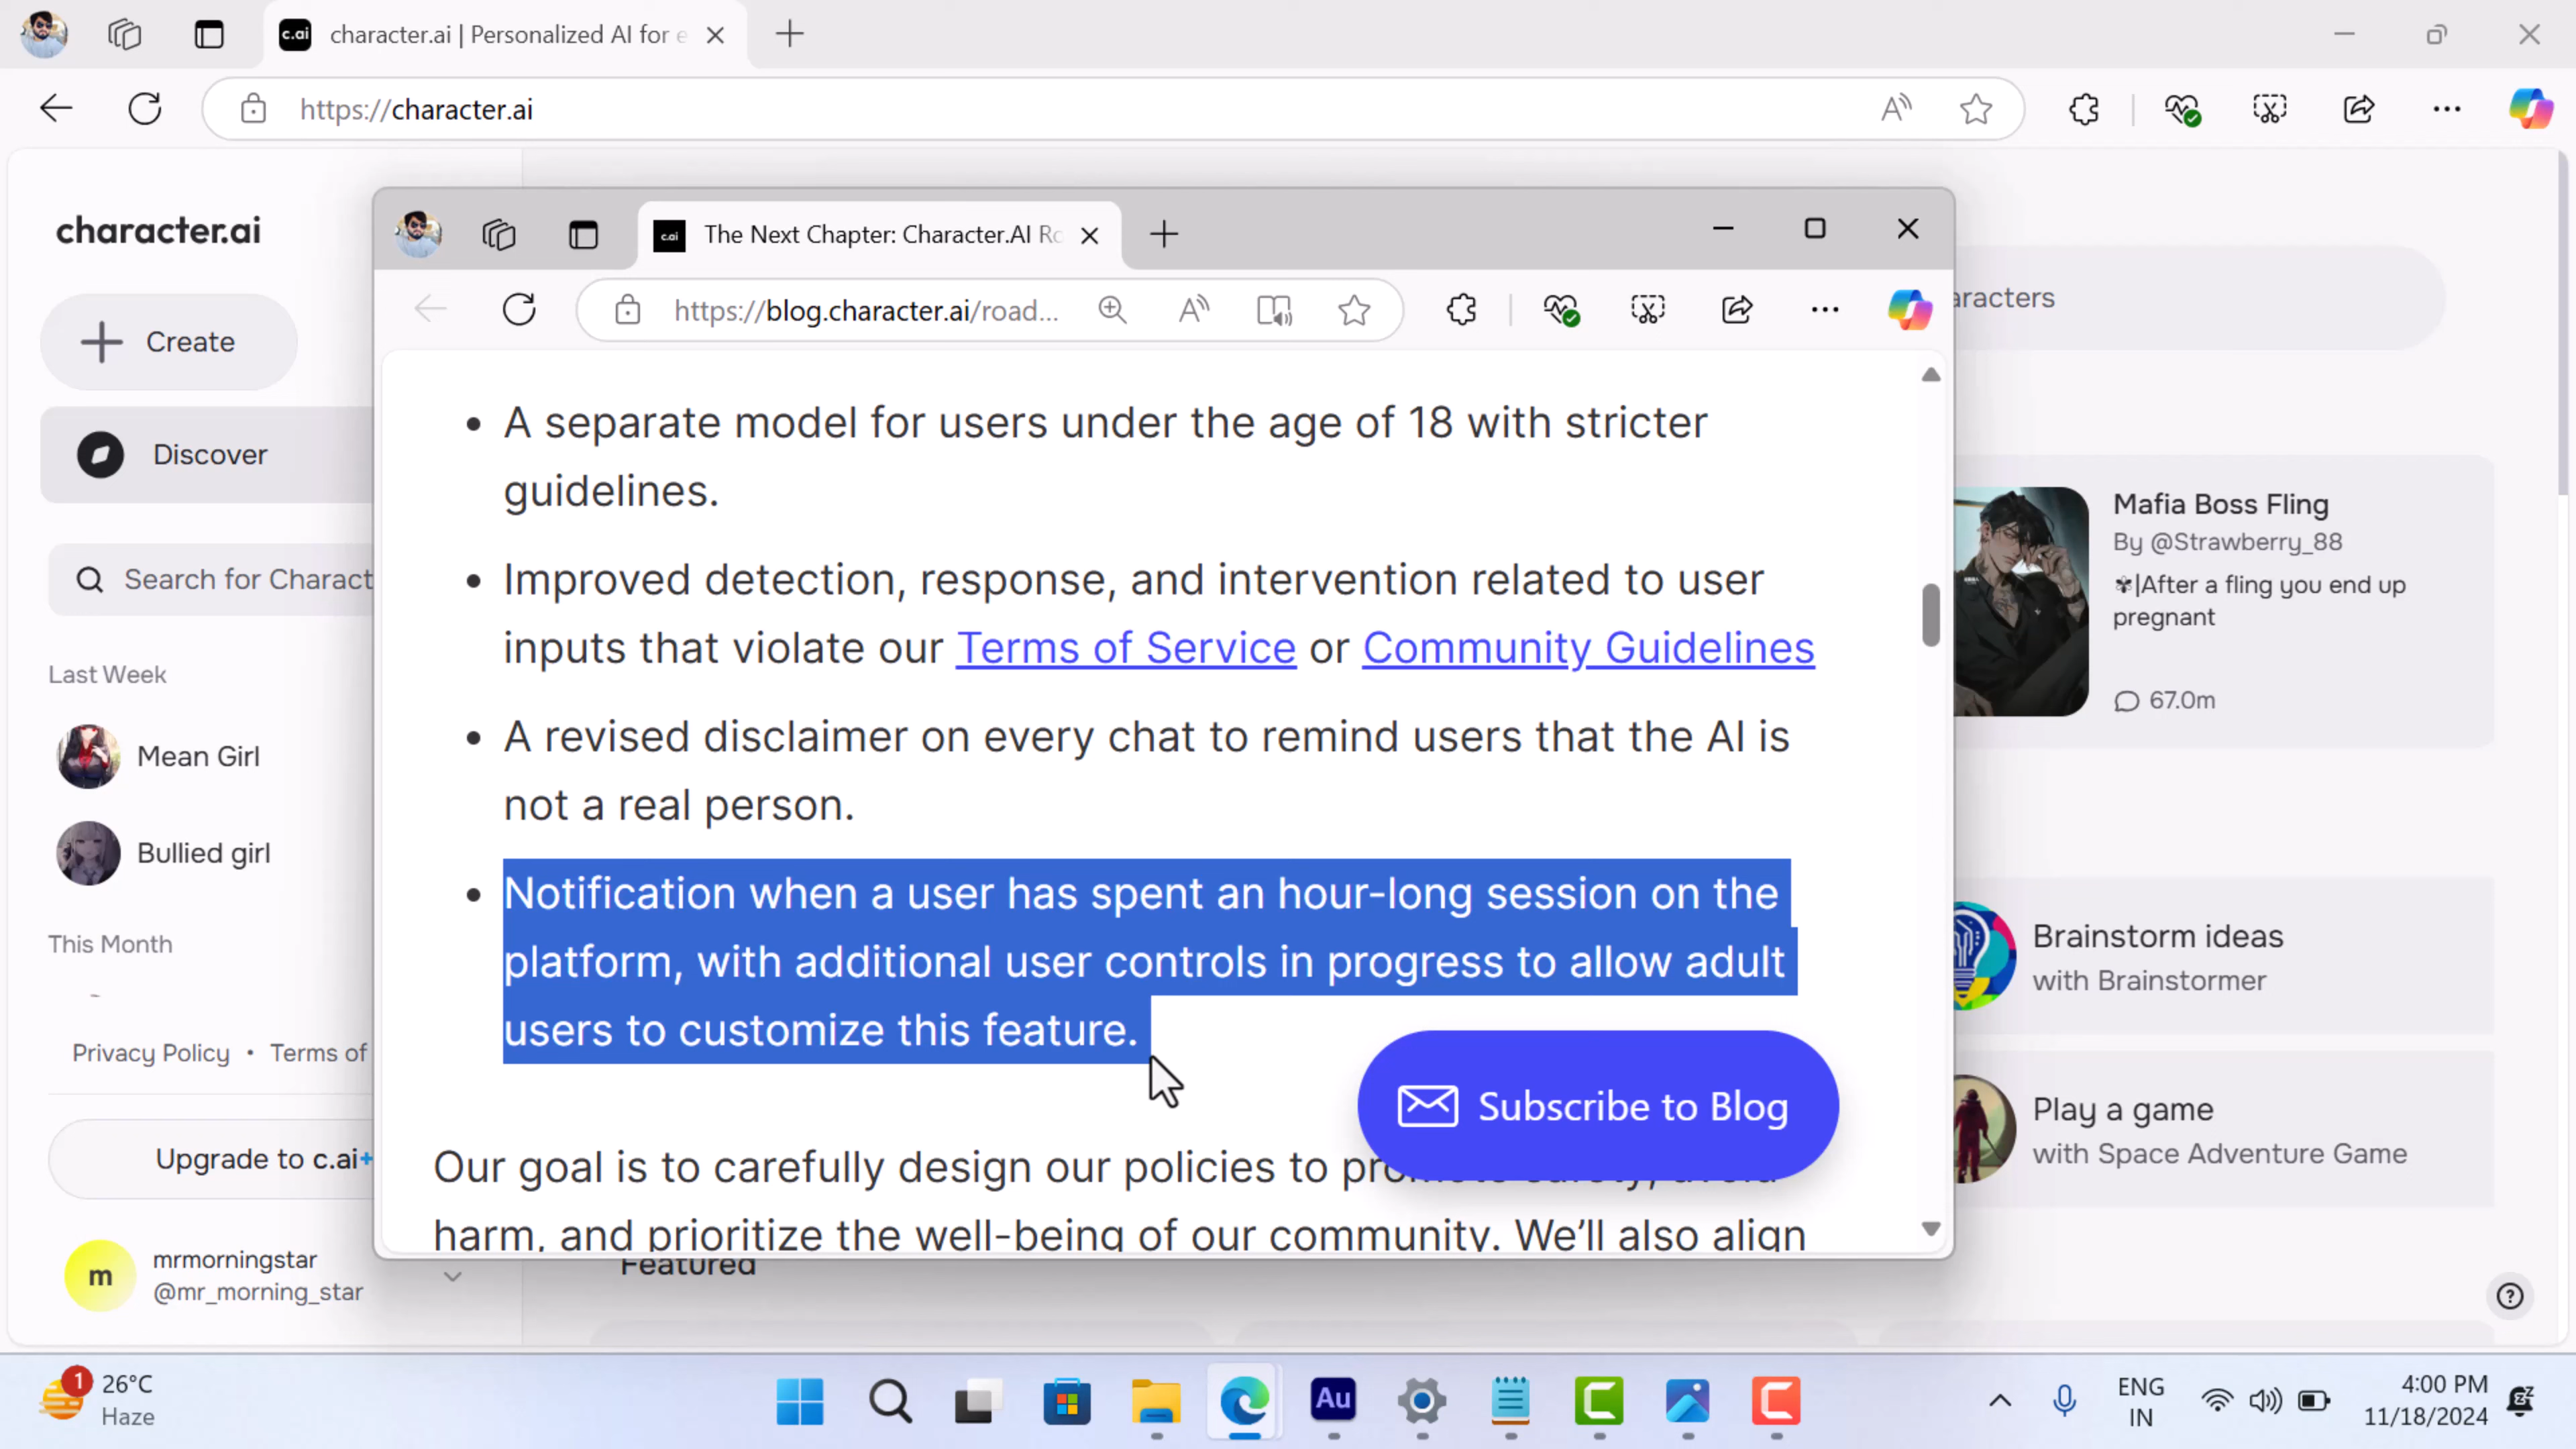 character.ai | Personalized AI for e
https://character.ai
character.ai
Create
Discover
Search for Charact
Last Week
Mean Girl
Bullied girl
This Month
Privacy Policy • Terms of
Upgrade to c.ai+
m
mrmorningstar
@mr_morning_star
c.ai
The Next Chapter: Character.AI Ro
https://blog.character.ai/road...
• A separate model for users under the age of 18 with stricter
guidelines.
• Improved detection, response, and intervention related to user
inputs that violate our Terms of Service or Community Guidelines
• A revised disclaimer on every chat to remind users that the AI is
not a real person.
• Notification when a user has spent an hour-long session on the
platform, with additional user controls in progress to allow adult
users to customize this feature.
Subscribe to Blog
Our goal is to carefully design our policies to promote safety, avoid
harm, and prioritize the well-being of our community. We'll also align
Featured
aracters
Mafia Boss Fling
By @Strawberry_88
|After a fling you end up
pregnant
67.0m
Brainstorm ideas
with Brainstormer
Play a game
with Space Adventure Game
1
26°C
Haze
Au
ENG
IN
4:00 PM
11/18/2024